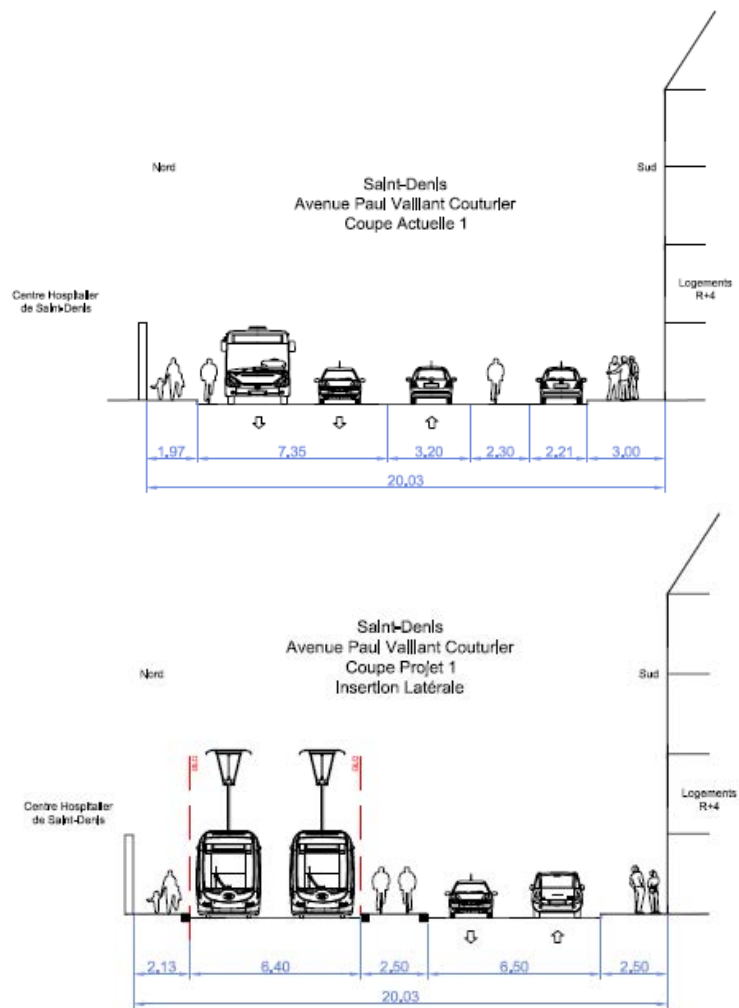 Nord
Sud
Saint-Denis
Avenue Paul Vaillant Couturier
Coupe Actuelle 1
Centre Hospitalier
de Saint-Denis
Logements
R+4
1,97
7,35
3,20
2,30
2,21
3,00
20,03
Saint-Denis
Avenue Paul Vaillant Couturier
Coupe Projet 1
Insertion Latérale
Nord
Sud
GLO
GLO
Centre Hospitalier
de Saint-Denis
Logements
R+4
2,13
6,40
2,50
6,50
2,50
20,03